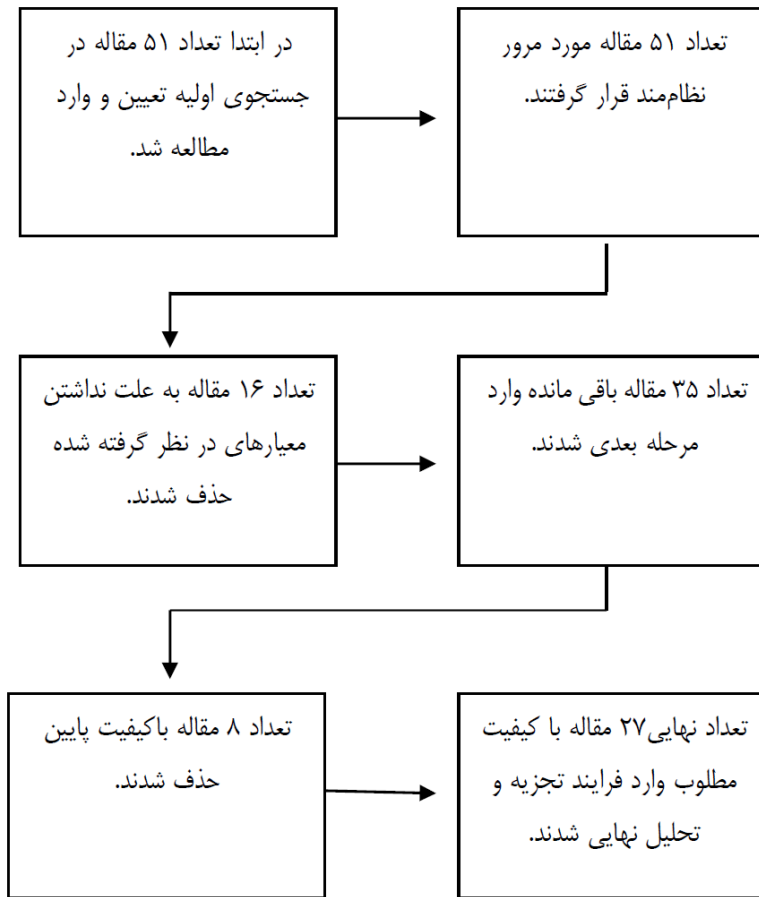 در ابتدا تعداد ۵۱ مقاله در
جستجوی اولیه تعیین و وارد
مطالعه شد.
تعداد ۵۱ مقاله مورد مرور
نظام‌مند قرار گرفتند.
تعداد ۱۶ مقاله به علت نداشتن
معیارهای در نظر گرفته شده
حذف شدند.
تعداد ۳۵ مقاله باقی مانده وارد
مرحله بعدی شدند.
تعداد ۸ مقاله باکیفیت پایین
حذف شدند.
تعداد نهایی۲۷ مقاله با کیفیت
مطلوب وارد فرایند تجزیه و
تحلیل نهایی شدند.